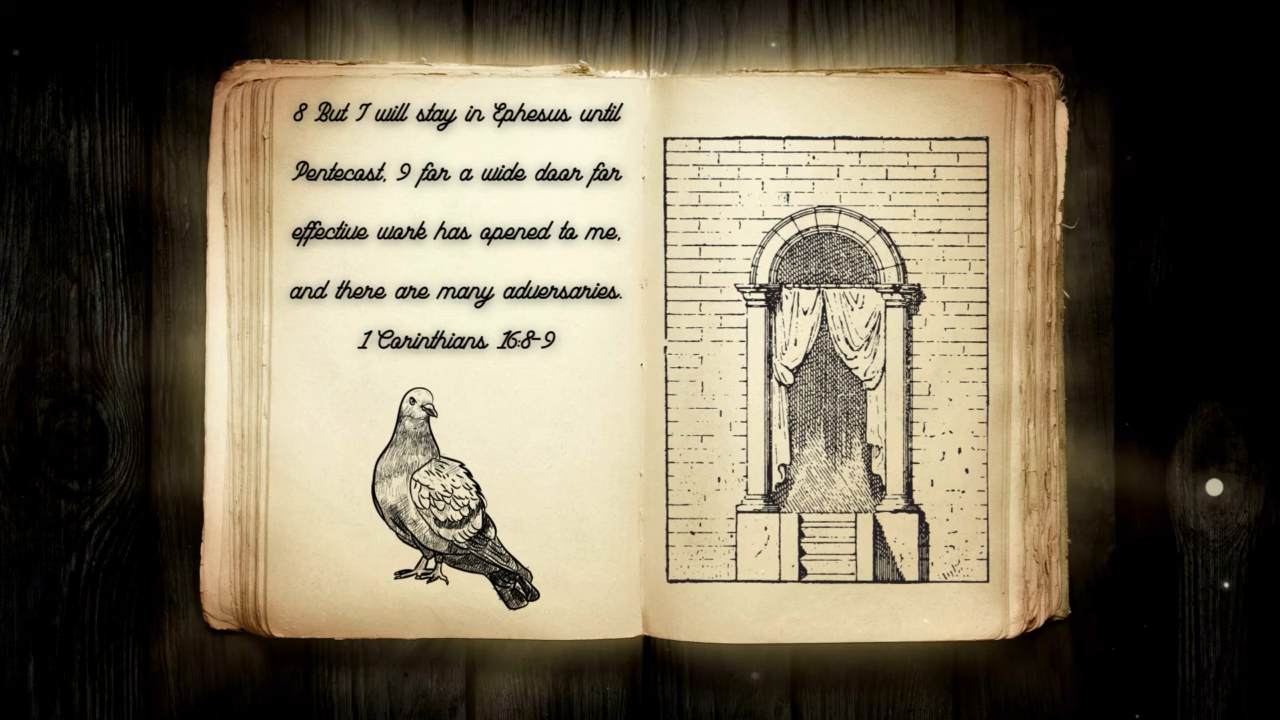 8 But I will stay in Ephesus until
Pentecost, 9 for a wide door for
effective work has opened to me,
and there are many adversaries.
1 Corinthians 16:8-9